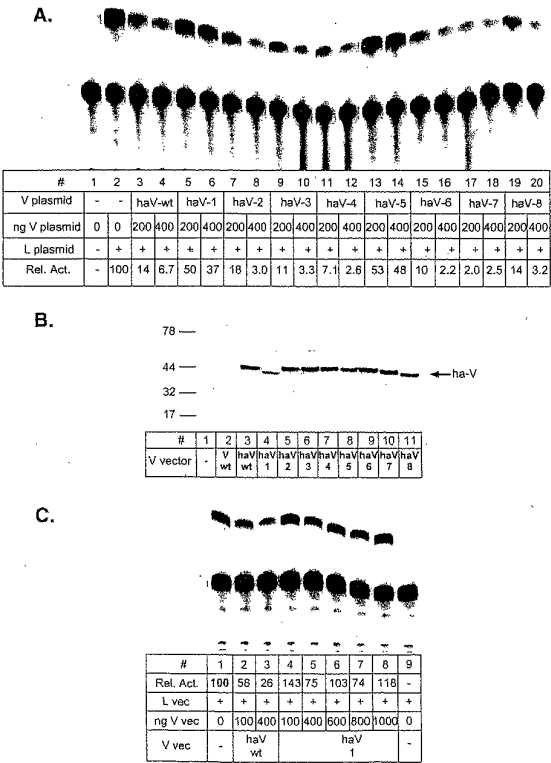 A.
# 1 2 3 4 5 6 7 8 9 10 11 12 13 14 15 16 17 18 19 20
V plasmid - - haV-wt haV-1 haV-2 haV-3 haV-4 haV-5 haV-6 haV-7 haV-8
ng V plasmid 0 0 200 400 200 400 200 400 200 400 200 400 200 400 200 400 200 400 200 400
L plasmid - + + + + + + + + + + + + + + + + + + +
Rel. Act. - 100 14 6.7 50 37 18 3.0 11 3.3 7.1 2.6 53 48 10 2.2 2.0 2.5 14 3.2
B.
78
44
ha-V
32
17
# 1 2 3 4 5 6 7 8 9 10 11
V vector - V wt haV wt haV 1 haV 2 haV 3 haV 4 haV 5 haV 6 haV 7 haV 8
C.
# 1 2 3 4 5 6 7 8 9
Rel. Act. 100 58 26 143 75 103 74 118 -
L vec + + + + + + + + +
ng V vec 0 100 400 100 400 600 800 1000 0
V vec - haV wt haV 1 -